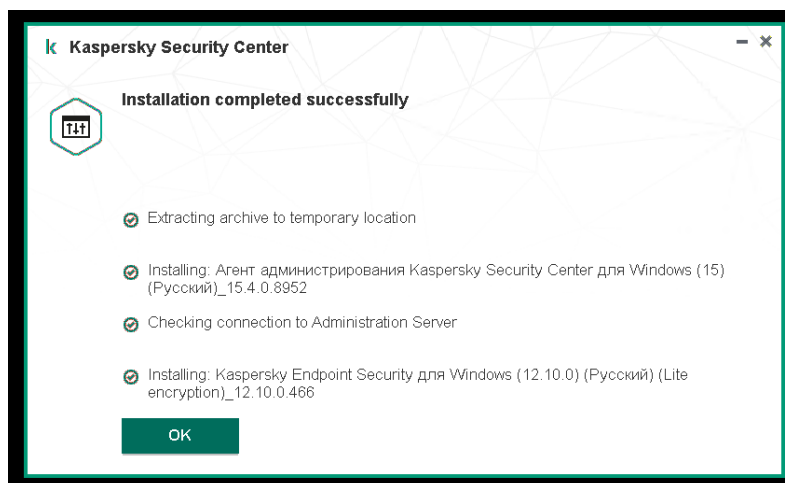 Kaspersky Security Center
Installation completed successfully
Extracting archive to temporary location
Installing: Агент администрирования Kaspersky Security Center для Windows (15)
(Русский)_15.4.0.8952
Checking connection to Administration Server
Installing: Kaspersky Endpoint Security для Windows (12.10.0) (Русский) (Lite
encryption)_12.10.0.466
OK